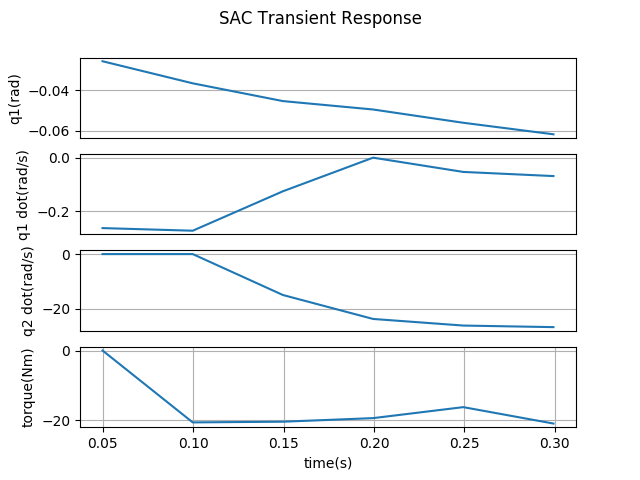 SAC Transient Response
q1(rad)
−0.04
−0.06
q1 dot(rad/s)
0.0
−0.2
q2 dot(rad/s)
0
−20
torque(Nm)
0
−20
0.05 0.10 0.15 0.20 0.25 0.30
time(s)